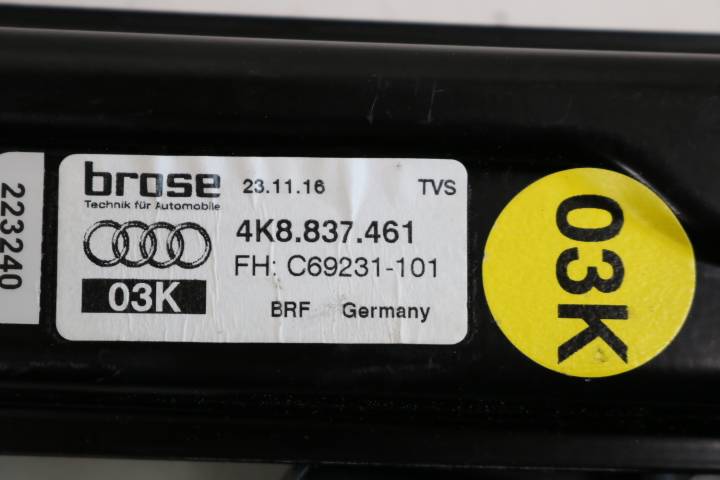 223240
brose
Technik für Automobile
23.11.16 TVS
4K8.837.461
FH: C69231-101
03K
BRF Germany
03K